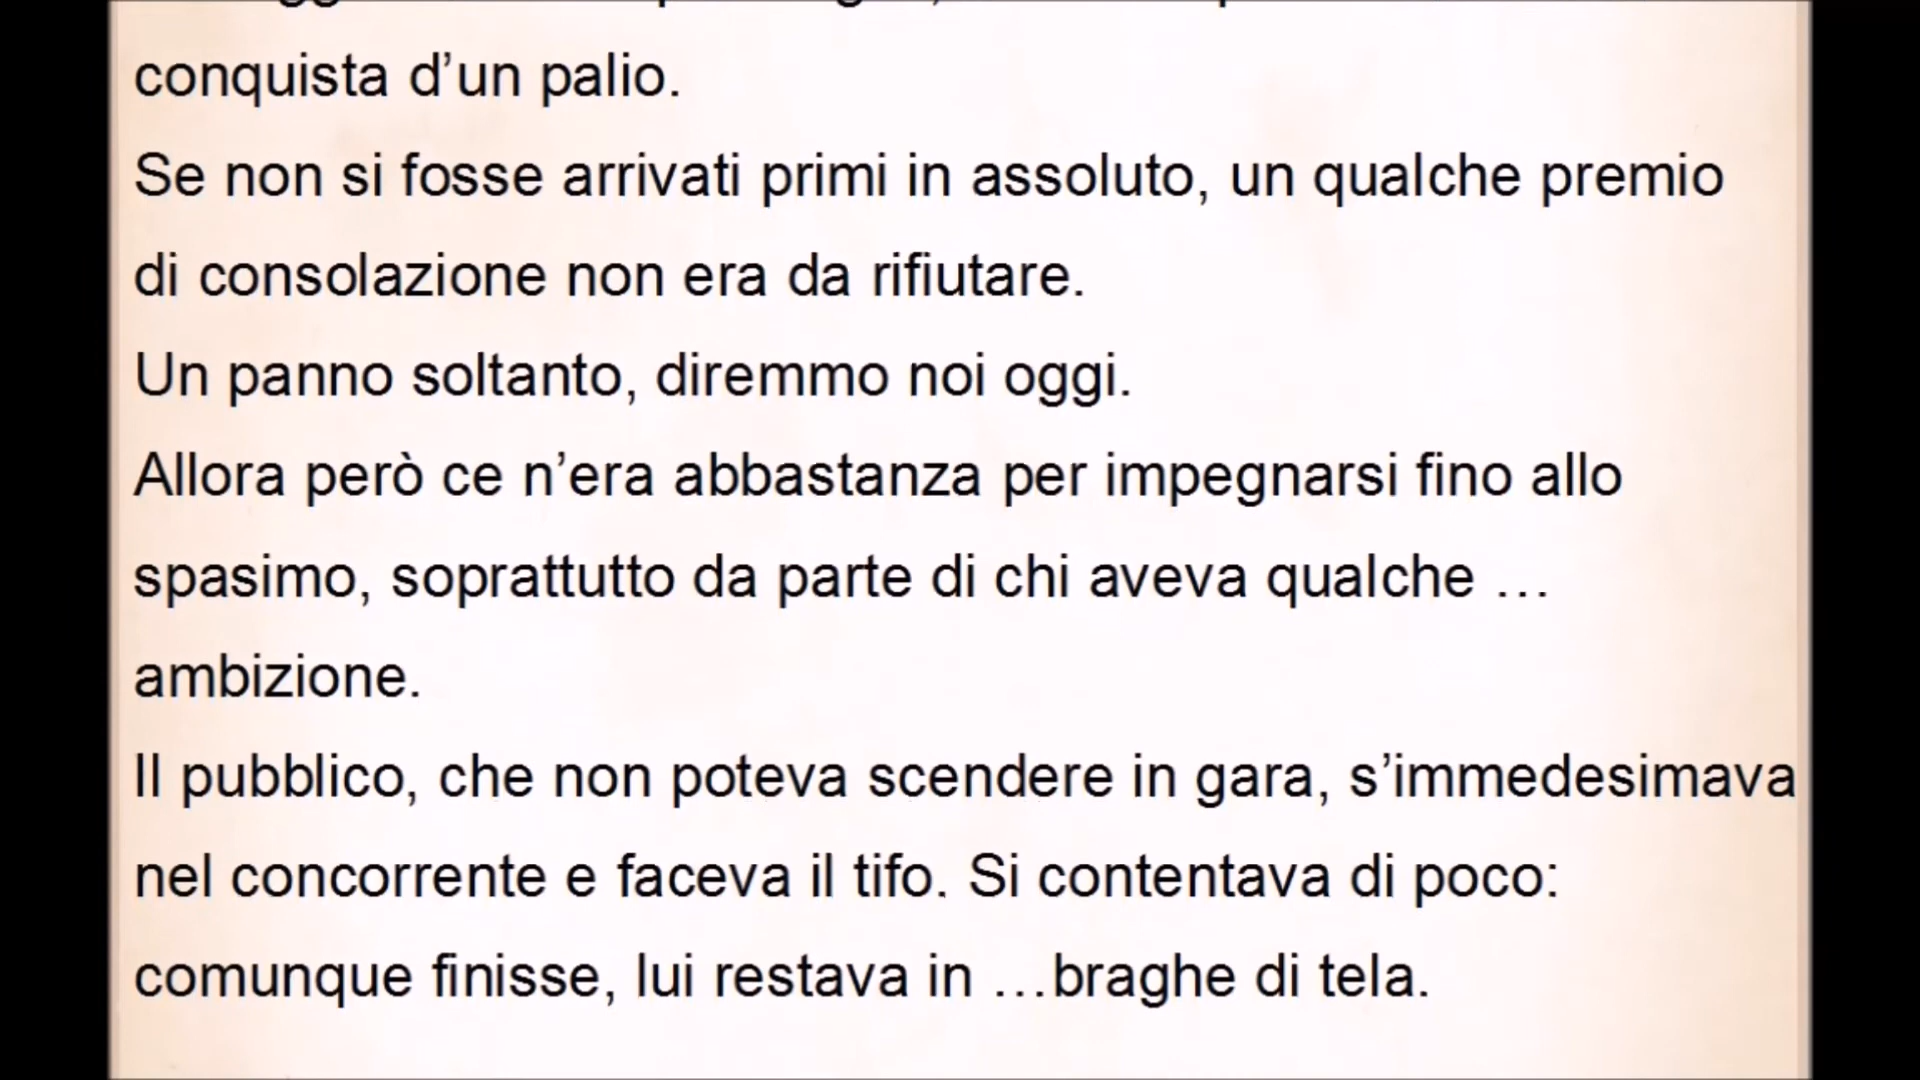 conquista d’un palio.
Se non si fosse arrivati primi in assoluto, un qualche premio
di consolazione non era da rifiutare.
Un panno soltanto, diremmo noi oggi.
Allora però ce n’era abbastanza per impegnarsi fino allo
spasimo, soprattutto da parte di chi aveva qualche …
ambizione.
Il pubblico, che non poteva scendere in gara, s’immedesimava
nel concorrente e faceva il tifo. Si contentava di poco:
comunque finisse, lui restava in …braghe di tela.